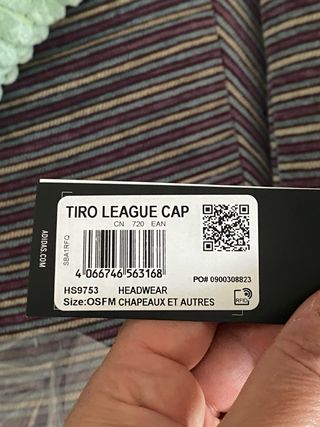 TIRO LEAGUE CAP
CN 720 EAN
ADIDAS.COM
SBA1RFQ
4 066746 563168
PO# 0900308823
HS9753 HEADWEAR
RFID
Size:OSFM CHAPEAUX ET AUTRES